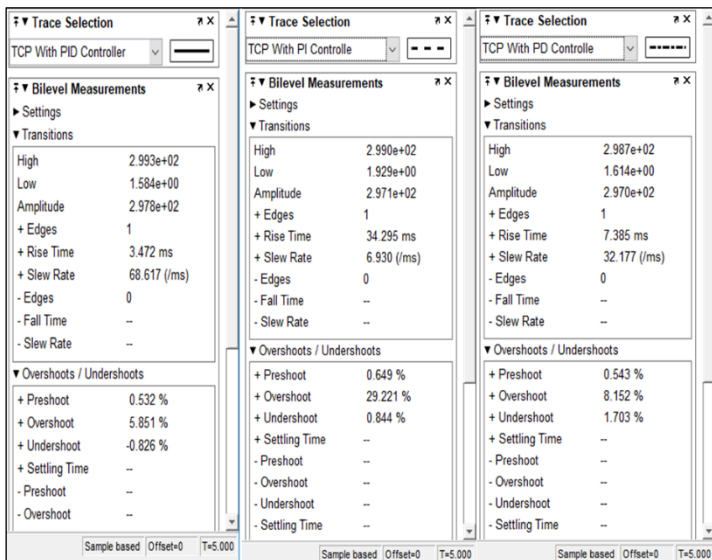 Trace Selection
TCP With PID Controller
Bilevel Measurements
Settings
Transitions
High 2.993e+02
Low 1.584e+00
Amplitude 2.978e+02
+ Edges 1
+ Rise Time 3.472 ms
+ Slew Rate 68.617 (/ms)
- Edges 0
- Fall Time --
- Slew Rate --
Overshoots / Undershoots
+ Preshoot 0.532 %
+ Overshoot 5.851 %
+ Undershoot -0.826 %
+ Settling Time --
- Preshoot --
- Overshoot --
Sample based Offset=0 T=5.000
Trace Selection
TCP With PI Controlle
Bilevel Measurements
Settings
Transitions
High 2.990e+02
Low 1.929e+00
Amplitude 2.971e+02
+ Edges 1
+ Rise Time 34.295 ms
+ Slew Rate 6.930 (/ms)
- Edges 0
- Fall Time --
- Slew Rate --
Overshoots / Undershoots
+ Preshoot 0.649 %
+ Overshoot 29.221 %
+ Undershoot 0.844 %
+ Settling Time --
- Preshoot --
- Overshoot --
- Undershoot --
- Settling Time --
Sample based Offset=0 T=5.000
Trace Selection
TCP With PD Controlle
Bilevel Measurements
Settings
Transitions
High 2.987e+02
Low 1.614e+00
Amplitude 2.970e+02
+ Edges 1
+ Rise Time 7.385 ms
+ Slew Rate 32.177 (/ms)
- Edges 0
- Fall Time --
- Slew Rate --
Overshoots / Undershoots
+ Preshoot 0.543 %
+ Overshoot 8.152 %
+ Undershoot 1.703 %
+ Settling Time --
- Preshoot --
- Overshoot --
- Undershoot --
- Settling Time --
Sample based Offset=0 T=5.000